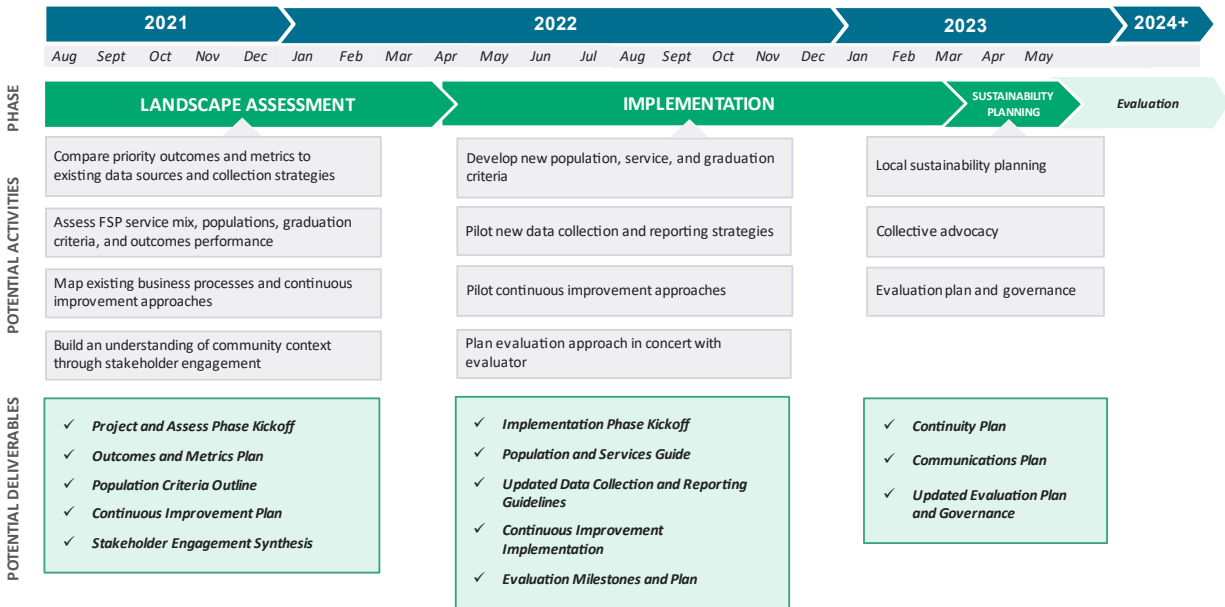 2021
2022
2023
2024+
Aug Sept Oct Nov Dec Jan Feb Mar Apr May Jun Jul Aug Sept Oct Nov Dec Jan Feb Mar Apr May
PHASE
LANDSCAPE ASSESSMENT
IMPLEMENTATION
SUSTAINABILITY
PLANNING
Evaluation
POTENTIAL ACTIVITIES
Compare priority outcomes and metrics to
existing data sources and collection strategies
Assess FSP service mix, populations, graduation
criteria, and outcomes performance
Map existing business processes and continuous
improvement approaches
Build an understanding of community context
through stakeholder engagement
Develop new population, service, and graduation
criteria
Pilot new data collection and reporting strategies
Pilot continuous improvement approaches
Plan evaluation approach in concert with
evaluator
Local sustainability planning
Collective advocacy
Evaluation plan and governance
POTENTIAL DELIVERABLES
✓ Project and Assess Phase Kickoff
✓ Outcomes and Metrics Plan
✓ Population Criteria Outline
✓ Continuous Improvement Plan
✓ Stakeholder Engagement Synthesis
✓ Implementation Phase Kickoff
✓ Population and Services Guide
✓ Updated Data Collection and Reporting
Guidelines
✓ Continuous Improvement
Implementation
✓ Evaluation Milestones and Plan
✓ Continuity Plan
✓ Communications Plan
✓ Updated Evaluation Plan
and Governance